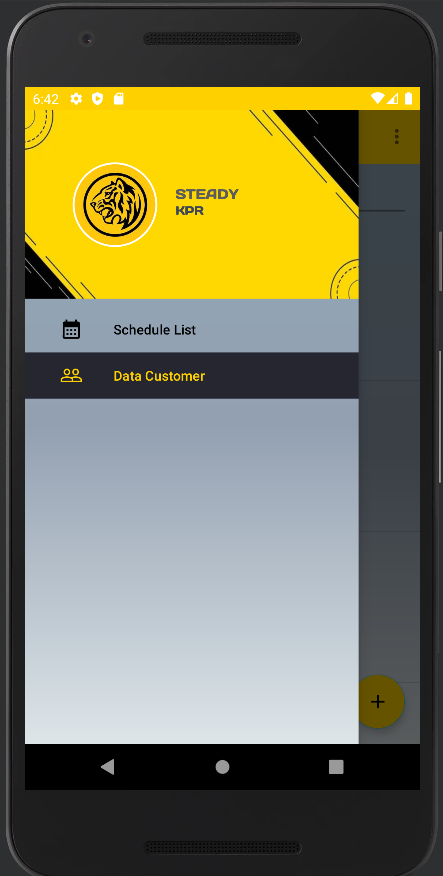 6:42
STEADY
KPR
Schedule List
Data Customer